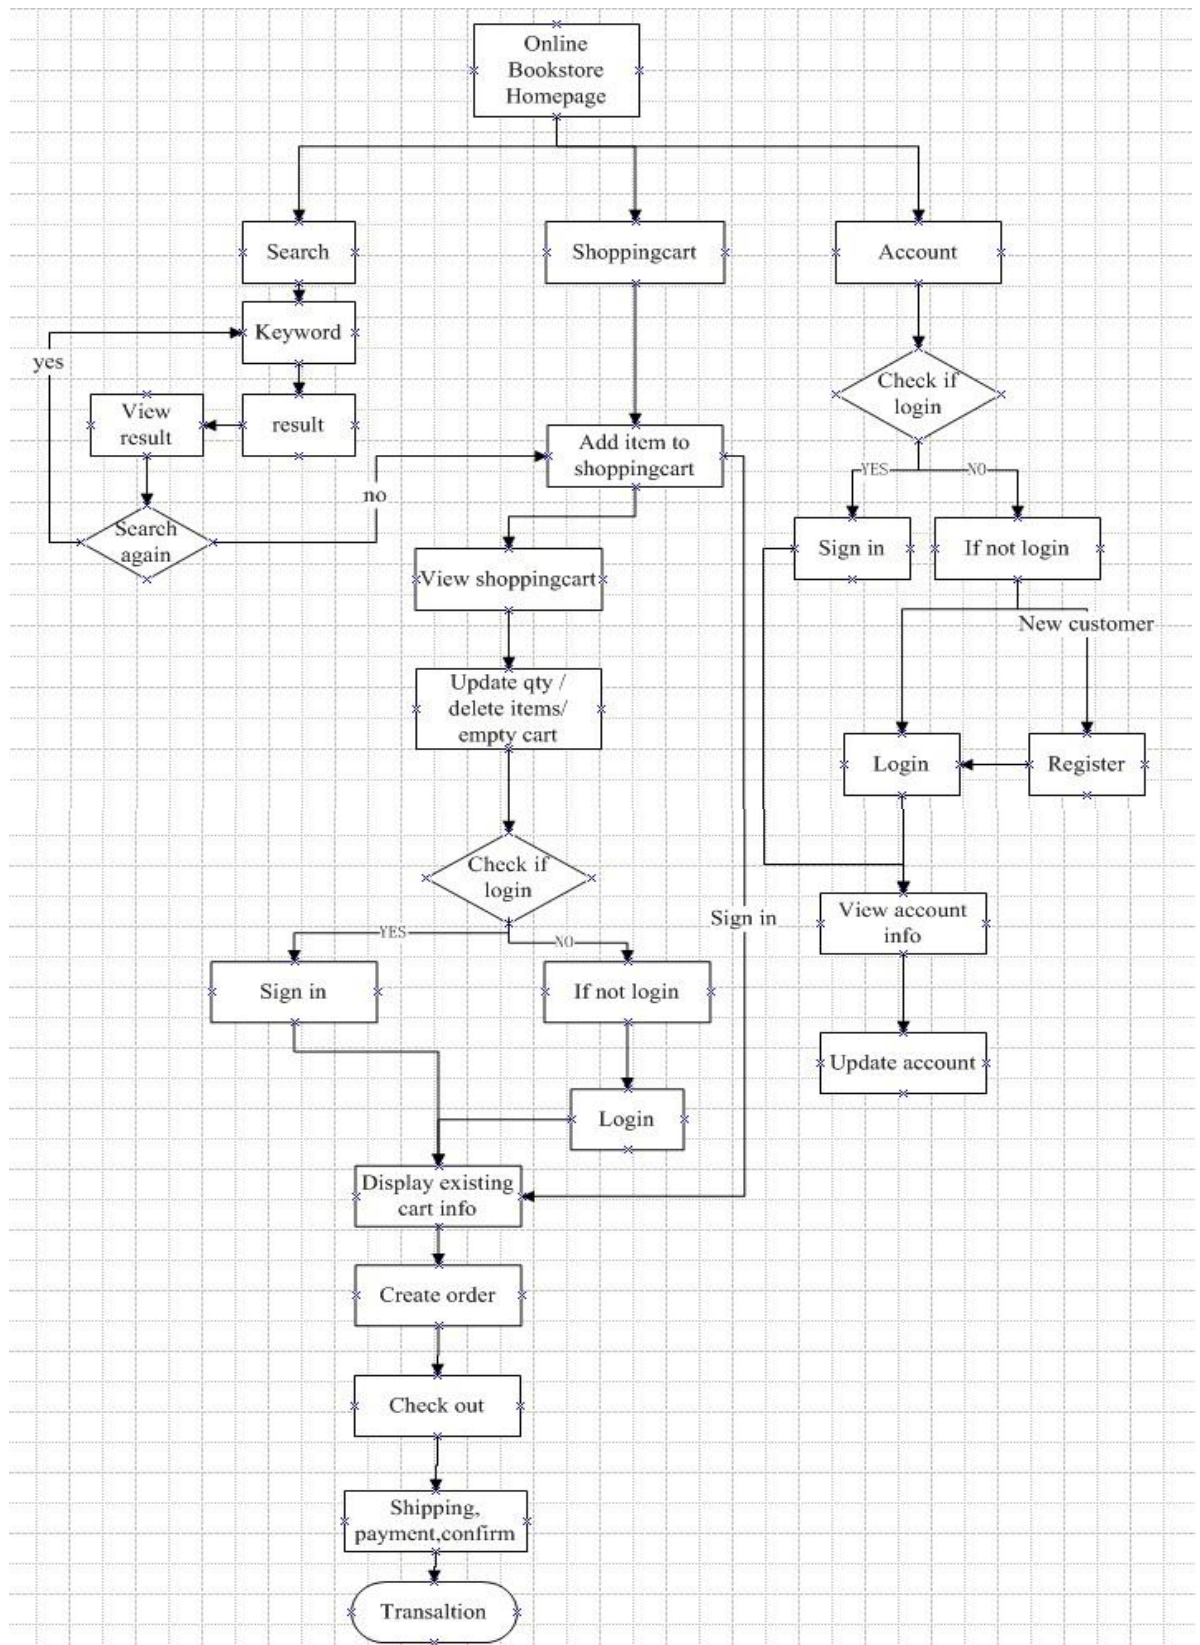 Online
Bookstore
Homepage
Search
Shoppingcart
Account
Keyword
yes
Check if
login
View
result
result
Add item to
shoppingcart
no
YES
NO
Search
again
Sign in
If not login
View shoppingcart
New customer
Update qty /
delete items/
empty cart
Login
Register
Check if
login
View account
info
Sign in
YES
NO
Sign in
If not login
Update account
Login
Display existing
cart info
Create order
Check out
Shipping,
payment,confirm
Transaltion